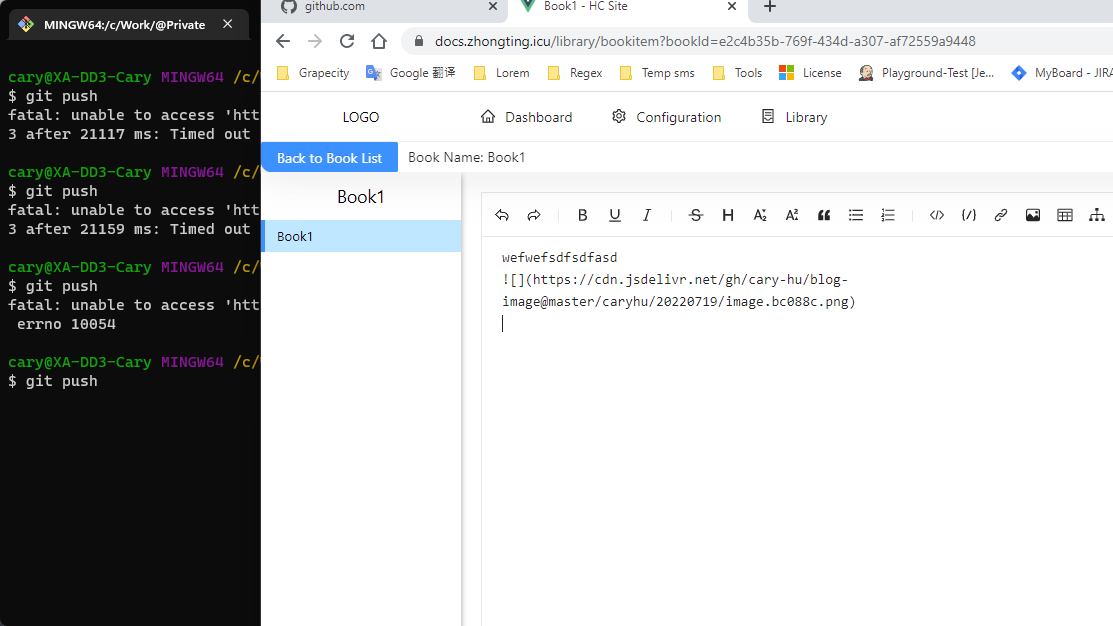 MINGW64:/c/Work/@Private
cary@XA-DD3-Cary MINGW64 /c/
$ git push
fatal: unable to access 'htt
3 after 21117 ms: Timed out
cary@XA-DD3-Cary MINGW64 /c/
$ git push
fatal: unable to access 'htt
3 after 21159 ms: Timed out
cary@XA-DD3-Cary MINGW64 /c/
$ git push
fatal: unable to access 'htt
errno 10054
cary@XA-DD3-Cary MINGW64 /c/
$ git push
github.com
Book1 - HC Site
docs.zhongting.icu/library/bookitem?bookId=e2c4b35b-769f-434d-a307-af72559a9448
Grapecity Google 翻译 Lorem Regex Temp sms Tools License Playground-Test [Je... MyBoard - JIRA
LOGO Dashboard Configuration Library
Back to Book List Book Name: Book1
Book1
Book1
wefwefsdfsdfasd
![](https://cdn.jsdelivr.net/gh/cary-hu/blog-
image@master/caryhu/20220719/image.bc088c.png)